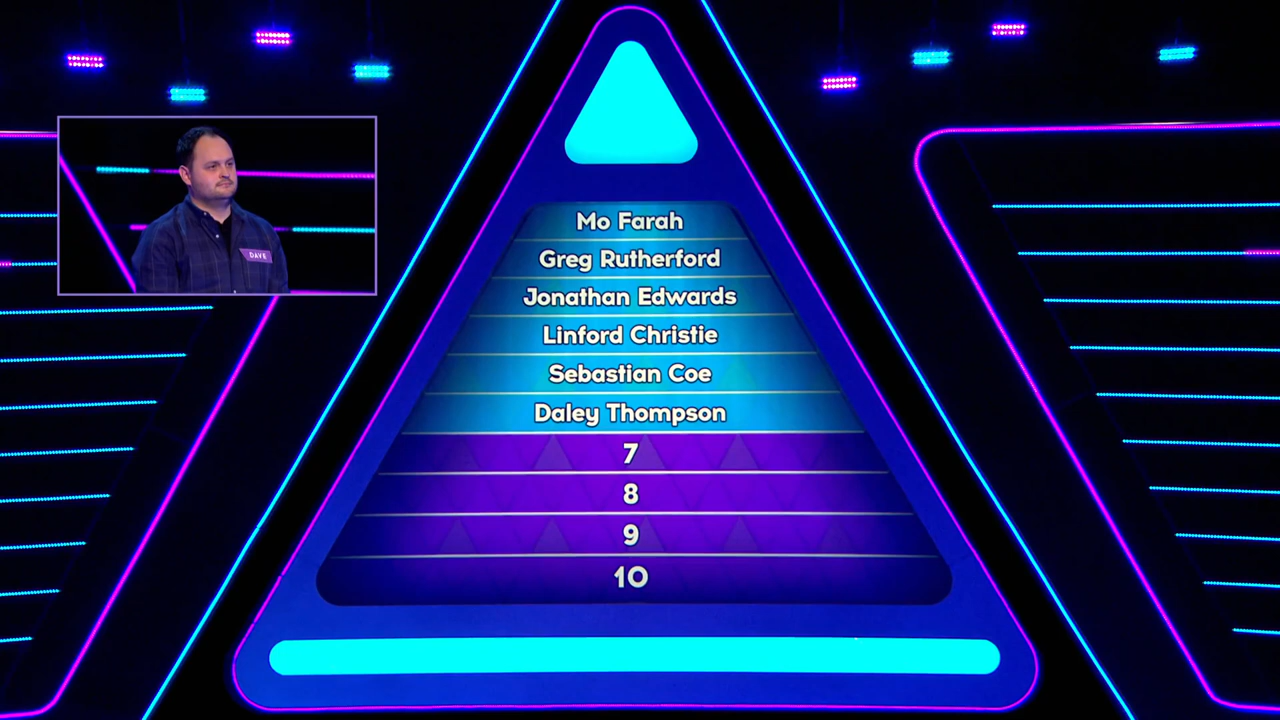 DAVE
Mo Farah
Greg Rutherford
Jonathan Edwards
Linford Christie
Sebastian Coe
Daley Thompson
7
8
9
10